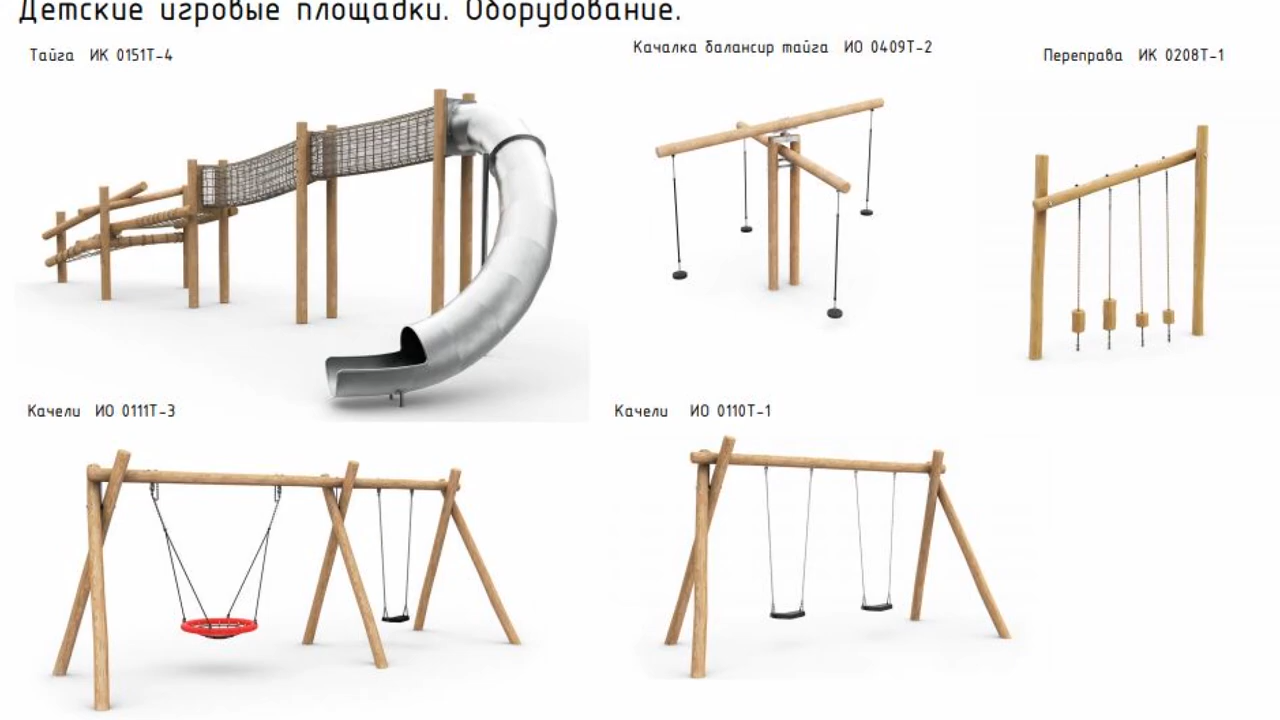 Детские игровые площадки. Оборудование.
Тайга ИК 0151Т-4
Качалка балансир тайга ИО 0409Т-2
Переправа ИК 0208Т-1
Качели ИО 0111Т-3
Качели ИО 0110Т-1